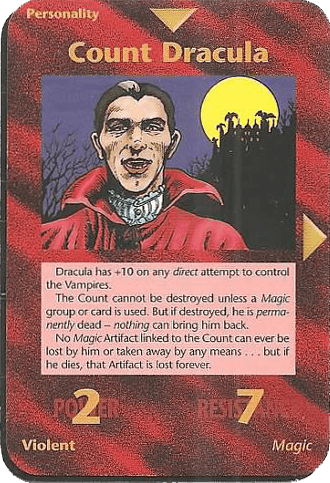 Personality
Count Dracula
Dracula has +10 on any direct attempt to control
the Vampires.
The Count cannot be destroyed unless a Magic
group or card is used. But if destroyed, he is perma-
nently dead – nothing can bring him back.
No Magic Artifact linked to the Count can ever be
lost by him or taken away by any means . . . but if
he dies, that Artifact is lost forever.
POWER 2
RESISTANCE 7
Violent
Magic